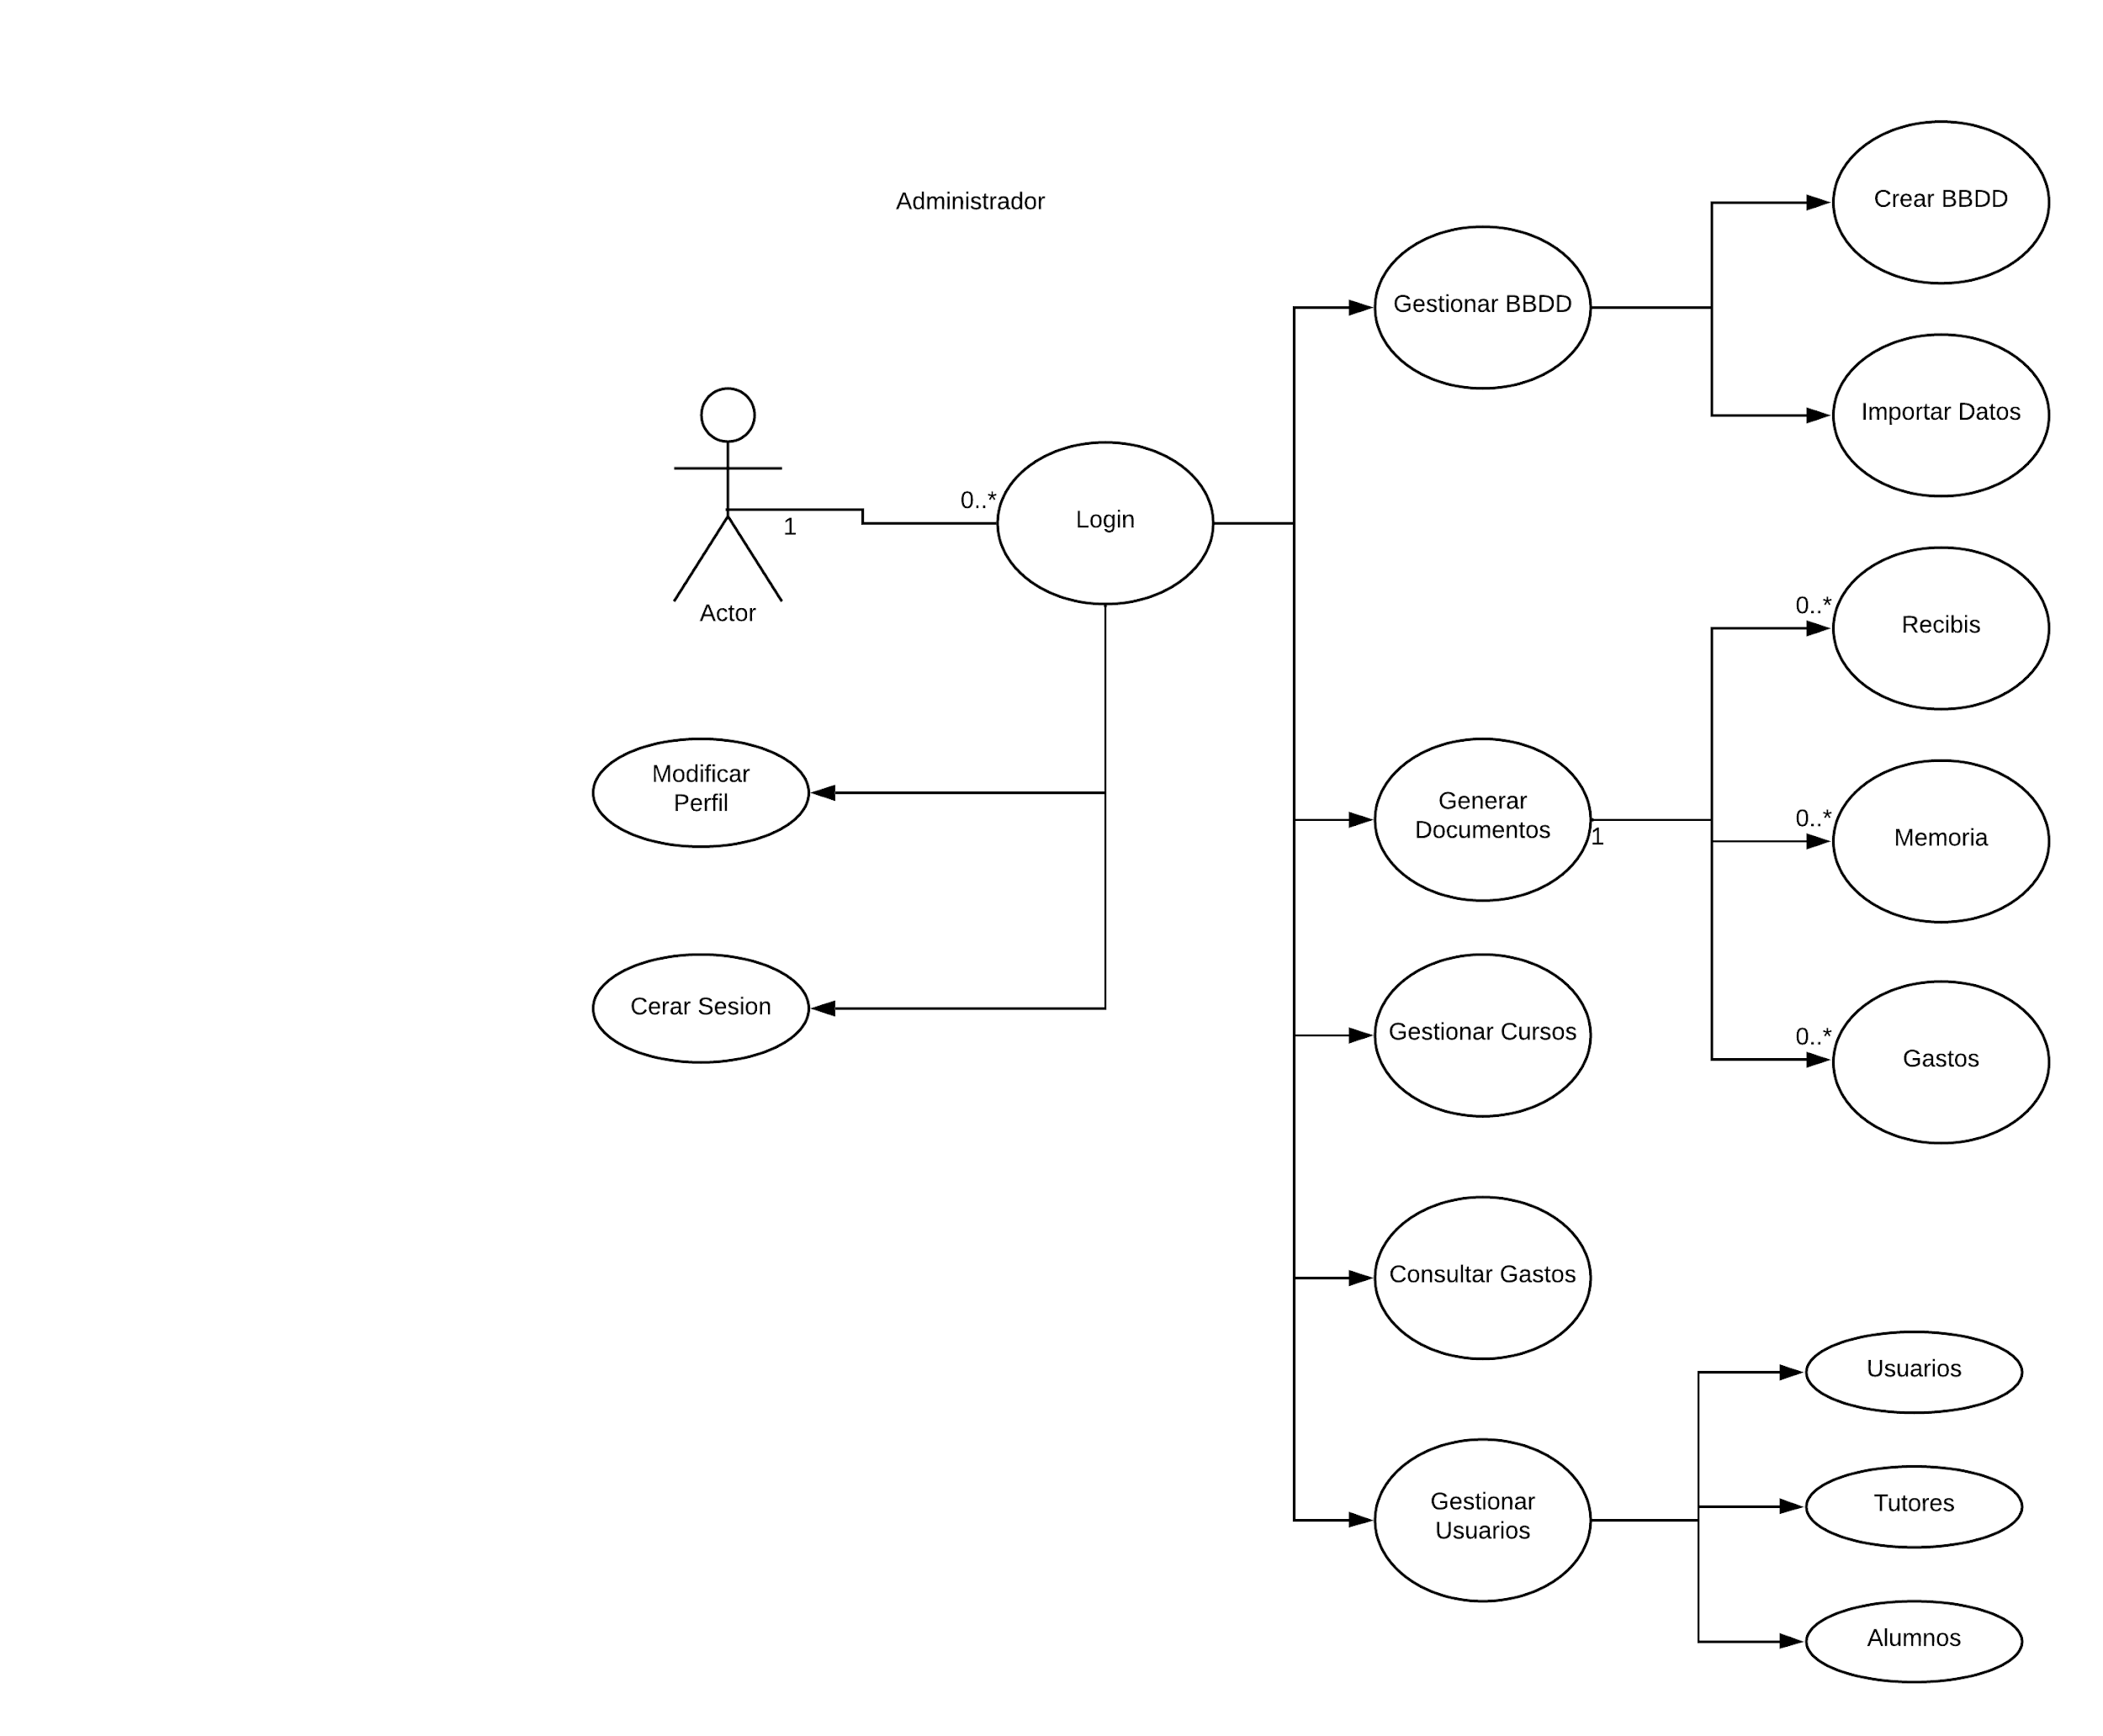 Administrador
Crear BBDD
Gestionar BBDD
Importar Datos
0..*
Login
1
Actor
0..*
Recibis
Modificar
Perfil
Generar
Documentos
1
0..*
Memoria
Cerar Sesion
Gestionar Cursos
0..*
Gastos
Consultar Gastos
Usuarios
Gestionar
Usuarios
Tutores
Alumnos